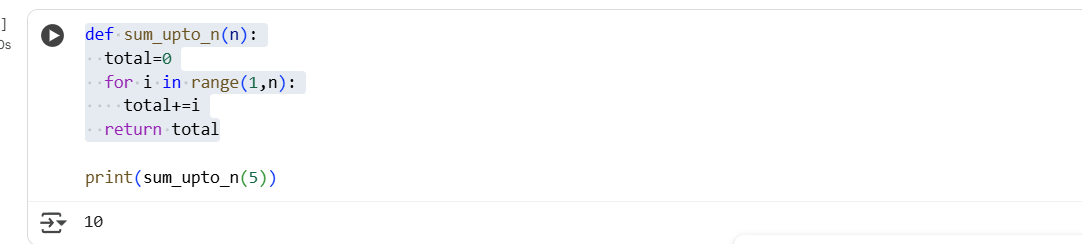 ]
0s
def sum_upto_n(n):
  total=0
  for i in range(1,n):
    total+=i
  return total
print(sum_upto_n(5))
10